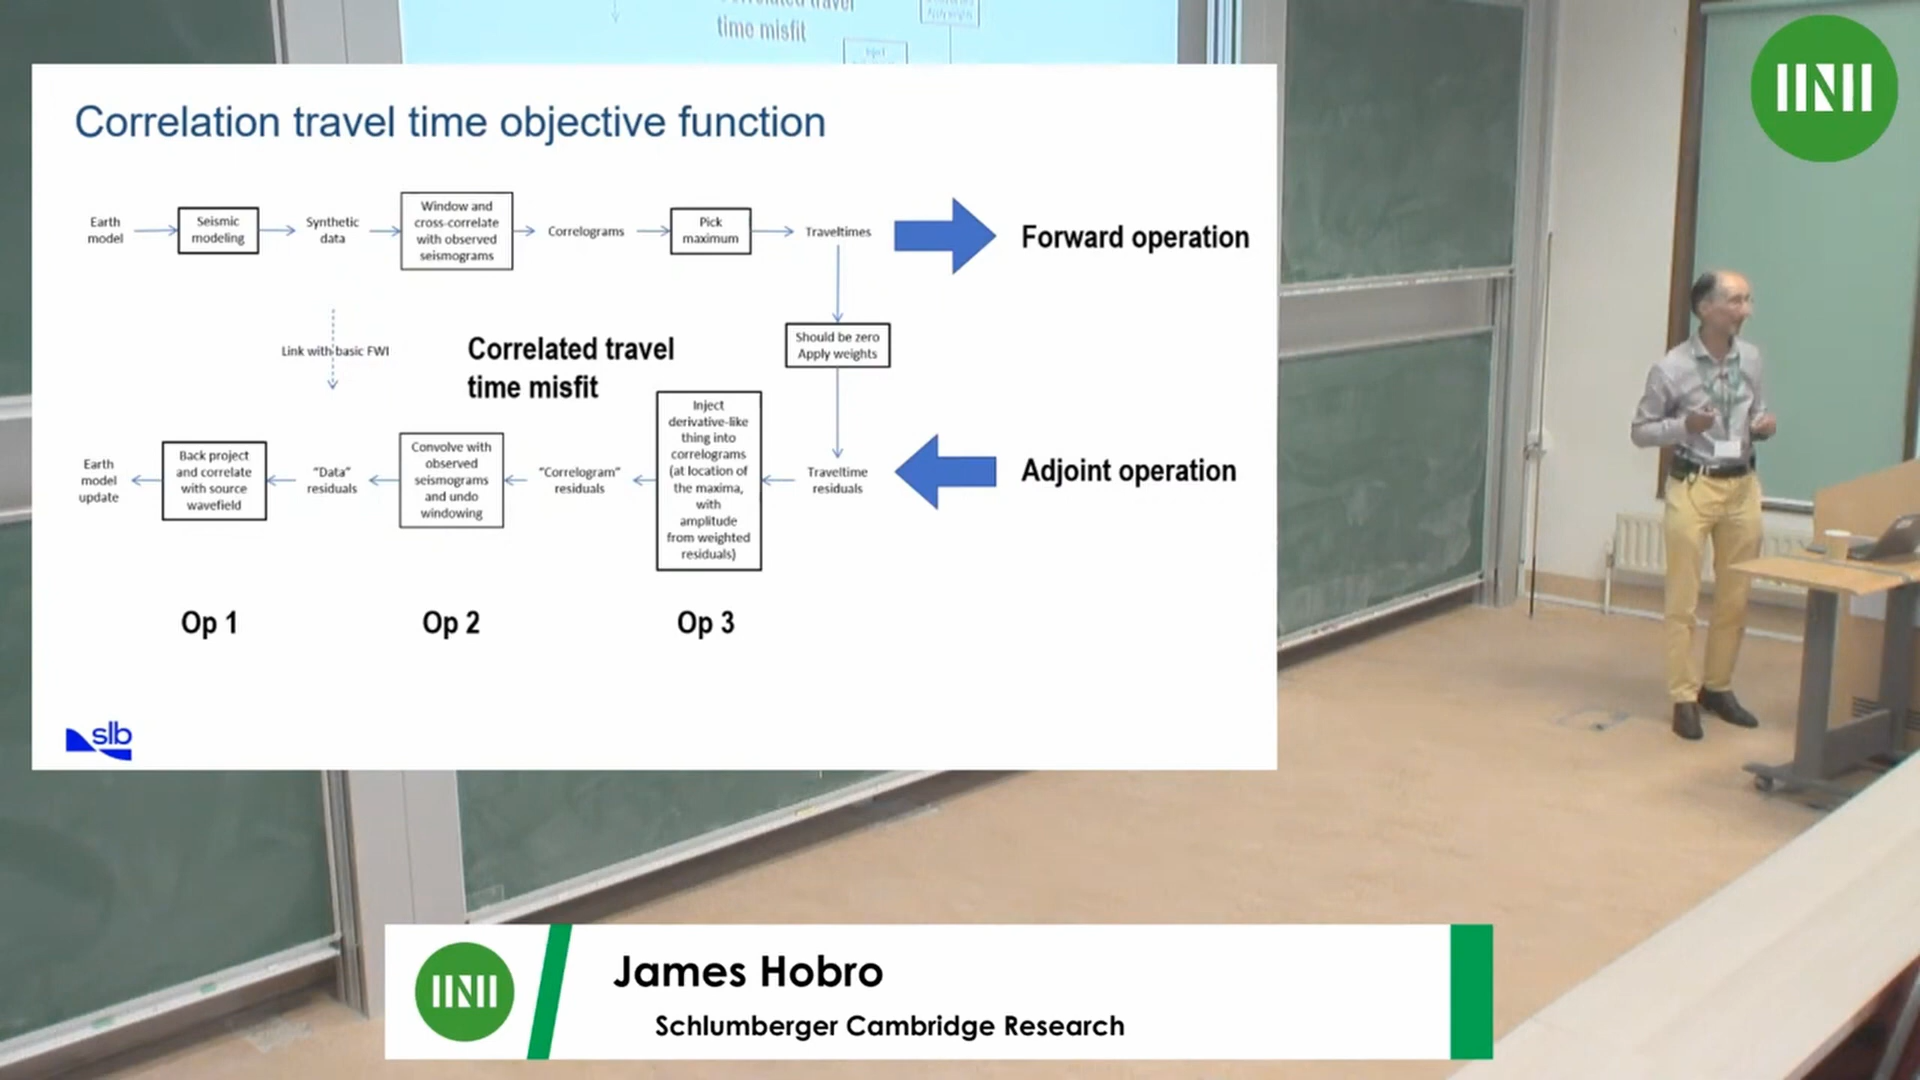 time misfit
Apply weights
Correlation travel time objective function
Earth
model
Seismic
modeling
Synthetic
data
Window and
cross-correlate
with observed
seismograms
Correlograms
Pick
maximum
Traveltimes
Forward operation
Link with basic FWI
Correlated travel
time misfit
Should be zero
Apply weights
Earth
model
update
Back project
and correlate
with source
wavefield
"Data"
residuals
Convolve with
observed
seismograms
and undo
windowing
"Correlogram"
residuals
Inject
derivative-like
thing into
correlograms
(at location of
the maxima,
with
amplitude
from weighted
residuals)
Traveltime
residuals
Adjoint operation
Op 1
Op 2
Op 3
slb
James Hobro
Schlumberger Cambridge Research